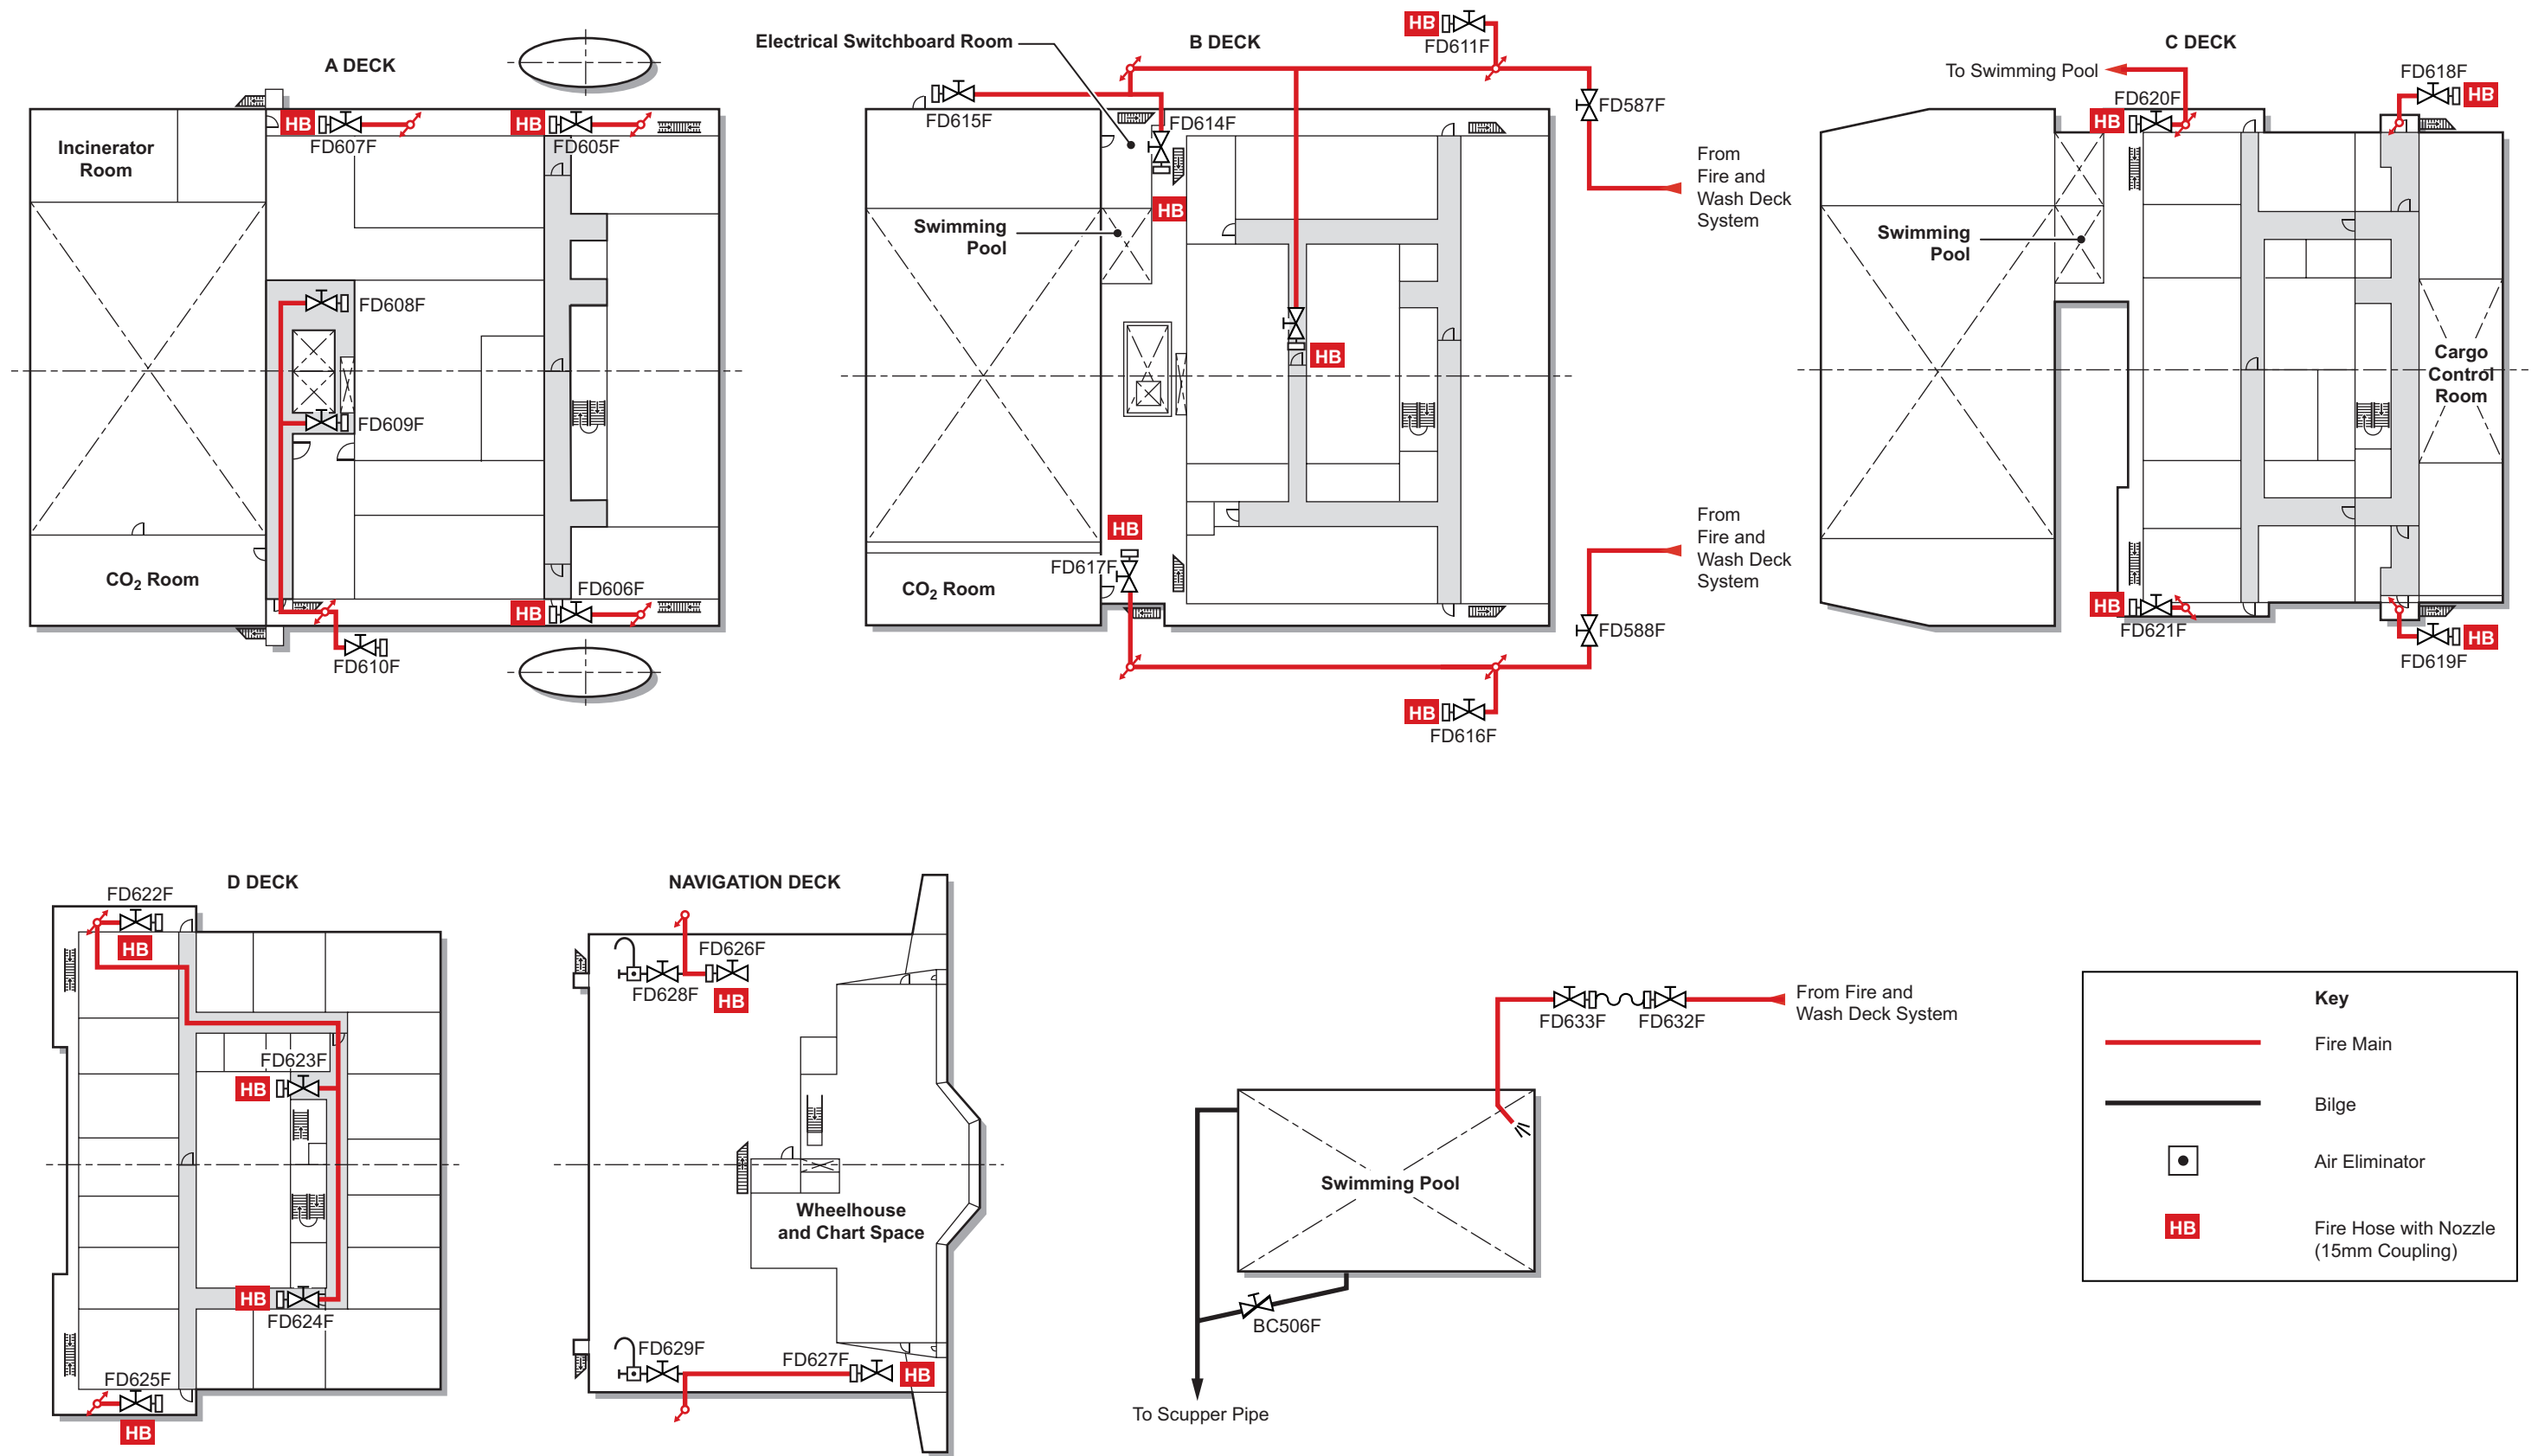 A DECK
HB
FD607F
HB
FD605F
Incinerator
Room
FD608F
FD609F
CO2 Room
HB
FD606F
FD610F
B DECK
Electrical Switchboard Room
HB
FD611F
FD615F
FD614F
FD587F
HB
From
Fire and
Wash Deck
System
Swimming
Pool
HB
HB
FD617F
CO2 Room
From
Fire and
Wash Deck
System
FD588F
HB
FD616F
C DECK
To Swimming Pool
FD618F
HB
FD620F
HB
Swimming
Pool
Cargo
Control
Room
HB
FD621F
HB
FD619F
D DECK
FD622F
HB
FD623F
HB
HB
FD624F
FD625F
HB
NAVIGATION DECK
FD626F
FD628F
HB
Wheelhouse
and Chart Space
FD629F
FD627F
HB
From Fire and
Wash Deck System
FD633F
FD632F
Swimming Pool
BC506F
To Scupper Pipe
Key
Fire Main
Bilge
Air Eliminator
HB
Fire Hose with Nozzle
(15mm Coupling)